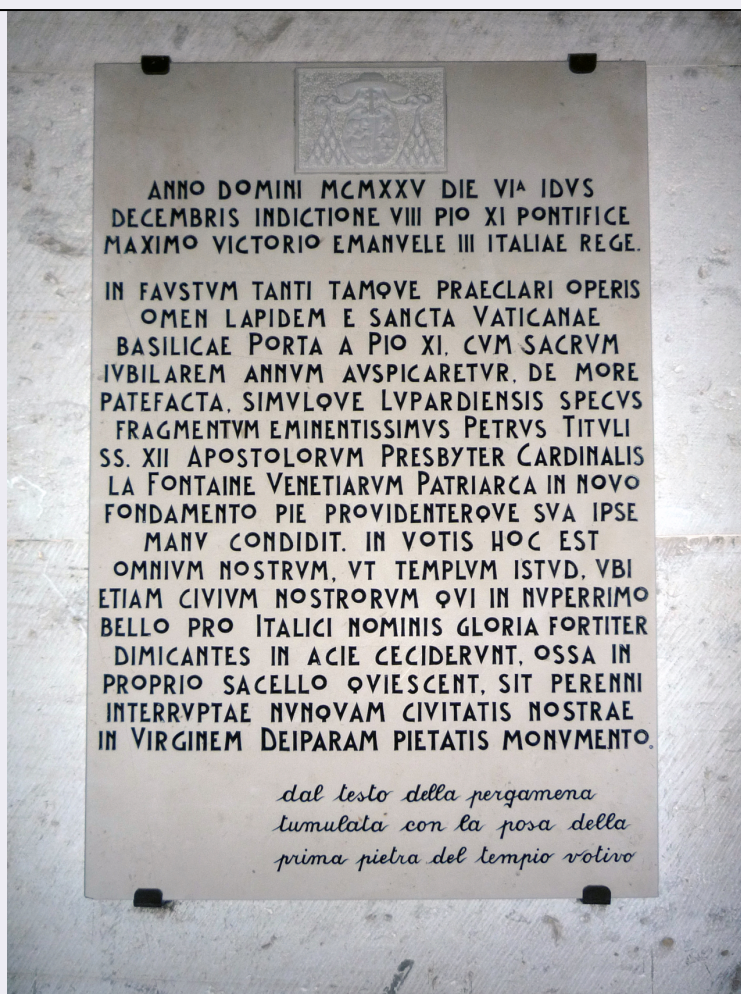 ANNO DOMINI MCMXXV DIE VIᴬ IDVS
DECEMBRIS INDICTIONE VIII PIO XI PONTIFICE
MAXIMO VICTORIO EMANVELE III ITALIAE REGE.
IN FAVSTVM TANTI TAMQVE PRAECLARI OPERIS
OMEN LAPIDEM E SANCTA VATICANAE
BASILICAE PORTA A PIO XI, CVM SACRVM
IVBILAREM ANNVM AVSPICARETVR, DE MORE
PATEFACTA, SIMVLQVE LVPARDIENSIS SPECVS
FRAGMENTVM EMINENTISSIMVS PETRVS TITVLI
SS. XII APOSTOLORVM PRESBYTER CARDINALIS
LA FONTAINE VENETIARVM PATRIARCA IN NOVO
FONDAMENTO PIE PROVIDENTERQVE SVA IPSE
MANV CONDIDIT. IN VOTIS HOC EST
OMNIVM NOSTRVM, VT TEMPLVM ISTVD, VBI
ETIAM CIVIVM NOSTRORVM QVI IN NVPERRIMO
BELLO PRO ITALICI NOMINIS GLORIA FORTITER
DIMICANTES IN ACIE CECIDERVNT, OSSA IN
PROPRIO SACELLO QVIESCENT, SIT PERENNI
INTERRVPTAE NVNQVAM CIVITATIS NOSTRAE
IN VIRGINEM DEIPARAM PIETATIS MONVMENTO.
dal testo della pergamena
tumulata con la posa della
prima pietra del tempio votivo